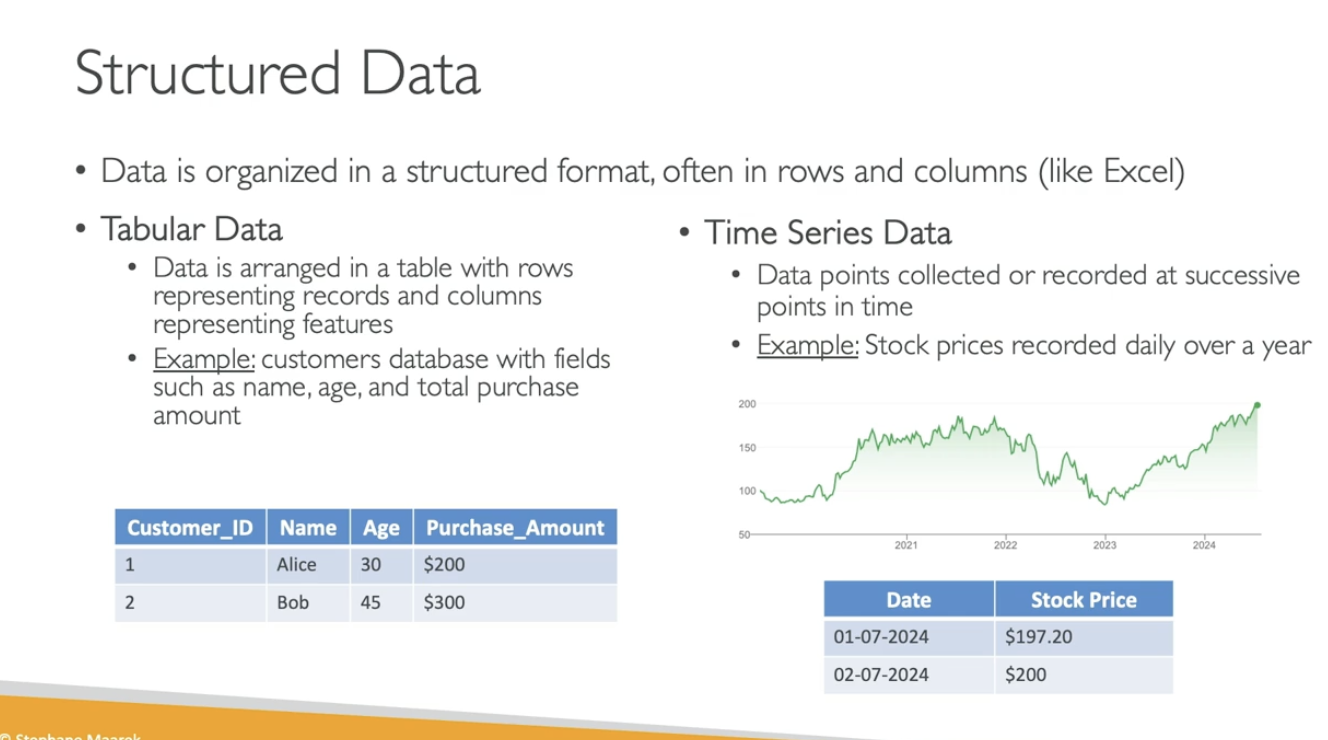 Structured Data
• Data is organized in a structured format, often in rows and columns (like Excel)
• Tabular Data
• Data is arranged in a table with rows
representing records and columns
representing features
• Example: customers database with fields
such as name, age, and total purchase
amount
Customer_ID Name Age Purchase_Amount
1 Alice 30 $200
2 Bob 45 $300
• Time Series Data
• Data points collected or recorded at successive
points in time
• Example: Stock prices recorded daily over a year
200
150
100
50
2021 2022 2023 2024
Date Stock Price
01-07-2024 $197.20
02-07-2024 $200
© Stephane Maarek